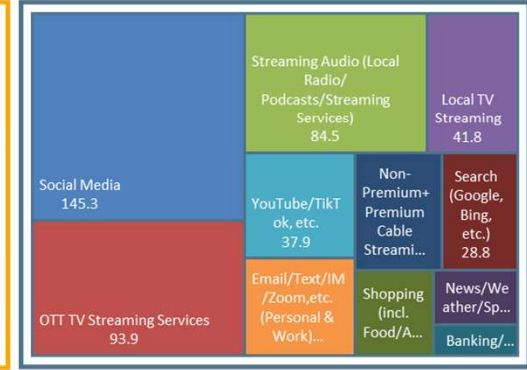 Social Media
145.3
OTT TV Streaming Services
93.9
Streaming Audio (Local
Radio/
Podcasts/Streaming
Services)
84.5
Local TV
Streaming
41.8
YouTube/TikT
ok, etc.
37.9
Non-
Premium+
Premium
Cable
Streami...
Search
(Google,
Bing,
etc.)
28.8
Email/Text/IM
/Zoom,etc.
(Personal &
Work)...
Shopping
(incl.
Food/A...
News/We
ather/Sp...
Banking/...